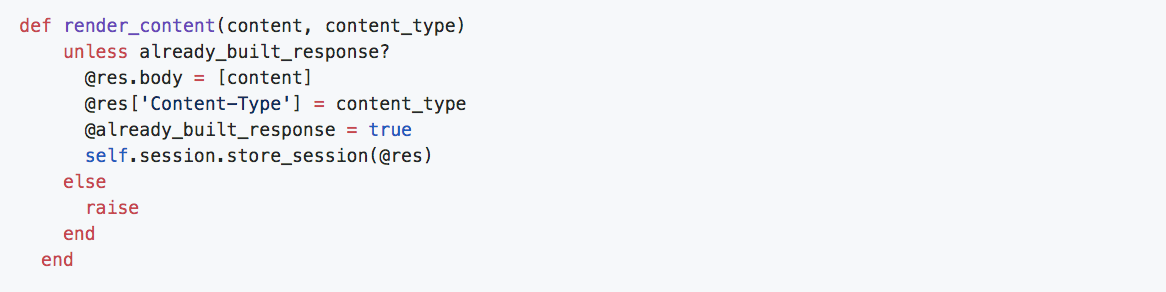 def render_content(content, content_type)
    unless already_built_response?
      @res.body = [content]
      @res['Content-Type'] = content_type
      @already_built_response = true
      self.session.store_session(@res)
    else
      raise
    end
  end